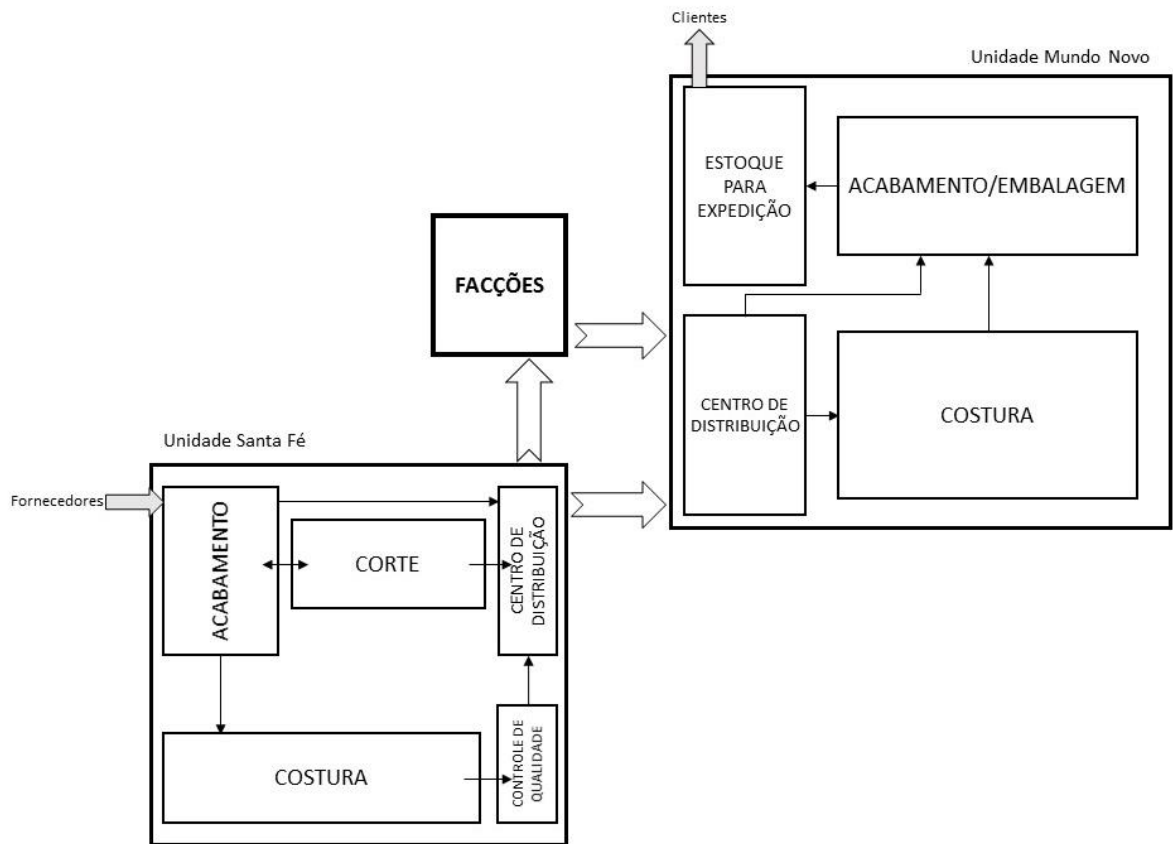 Clientes
Unidade Mundo Novo
ESTOQUE
PARA
EXPEDIÇÃO
ACABAMENTO/EMBALAGEM
FACÇÕES
CENTRO DE
DISTRIBUIÇÃO
COSTURA
Unidade Santa Fé
Fornecedores
ACABAMENTO
CORTE
CENTRO DE
DISTRIBUIÇÃO
COSTURA
CONTROLE DE
QUALIDADE